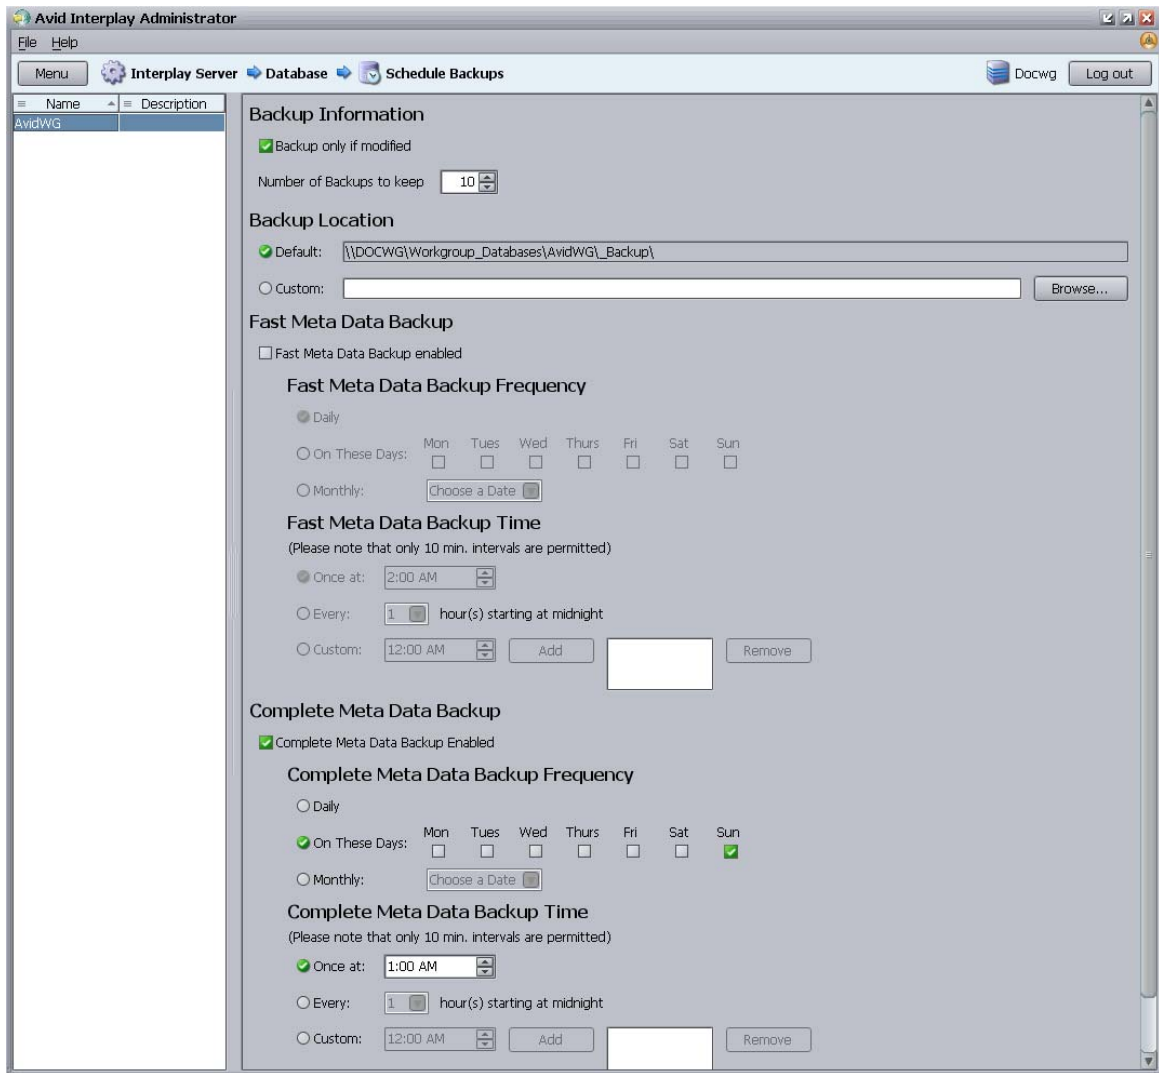 Avid Interplay Administrator
File Help
Menu Interplay Server Database Schedule Backups Docwg Log out
Name Description
AvidWG
Backup Information
Backup only if modified
Number of Backups to keep 10
Backup Location
Default: \\DOCWG\Workgroup_Databases\AvidWG\_Backup\
Custom: Browse...
Fast Meta Data Backup
Fast Meta Data Backup enabled
Fast Meta Data Backup Frequency
Daily
Mon Tues Wed Thurs Fri Sat Sun
On These Days:
Monthly: Choose a Date
Fast Meta Data Backup Time
(Please note that only 10 min. intervals are permitted)
Once at: 2:00 AM
Every: 1 hour(s) starting at midnight
Custom: 12:00 AM Add Remove
Complete Meta Data Backup
Complete Meta Data Backup Enabled
Complete Meta Data Backup Frequency
Daily
Mon Tues Wed Thurs Fri Sat Sun
On These Days:
Monthly: Choose a Date
Complete Meta Data Backup Time
(Please note that only 10 min. intervals are permitted)
Once at: 1:00 AM
Every: 1 hour(s) starting at midnight
Custom: 12:00 AM Add Remove